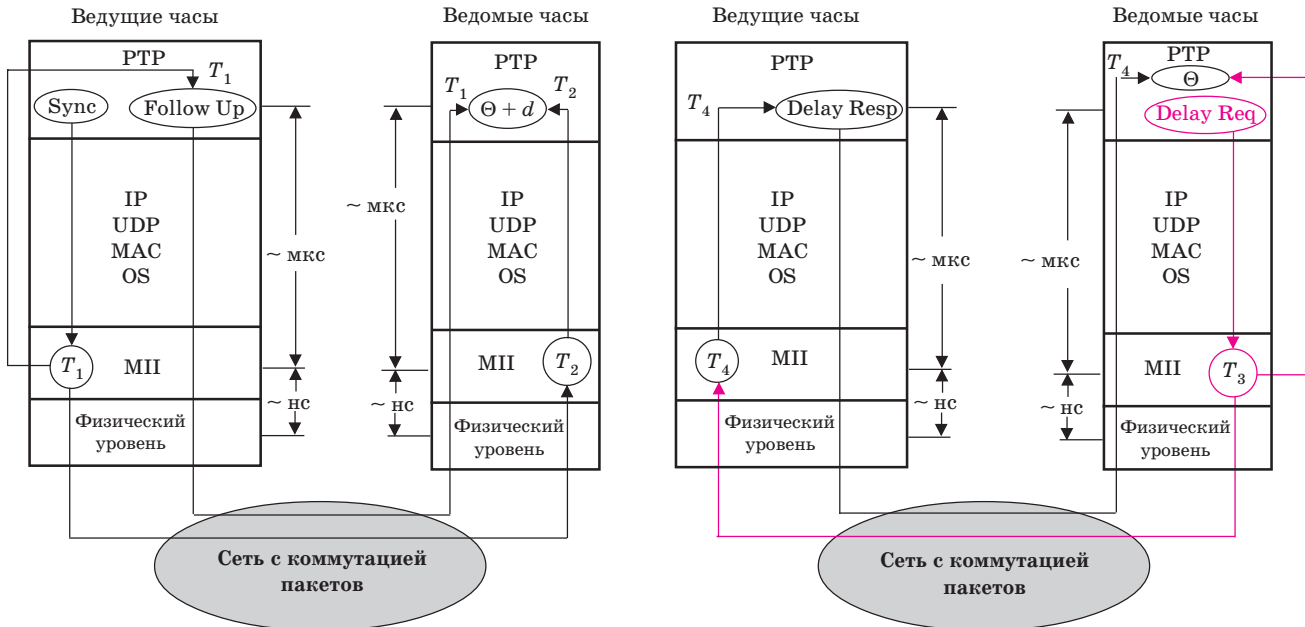 Ведущие часы
PTP
T1
Sync
Follow Up
IP
UDP
MAC
OS
~ мкс
T1
MII
~ нс
Физический
уровень
Ведомые часы
PTP
T1
T2
Θ + d
~ мкс
IP
UDP
MAC
OS
MII
T2
~ нс
Физический
уровень
Сеть с коммутацией
пакетов
Ведущие часы
PTP
T4
Delay Resp
IP
UDP
MAC
OS
~ мкс
T4
MII
~ нс
Физический
уровень
Ведомые часы
PTP
T4
Θ
Delay Req
~ мкс
IP
UDP
MAC
OS
MII
T3
~ нс
Физический
уровень
Сеть с коммутацией
пакетов